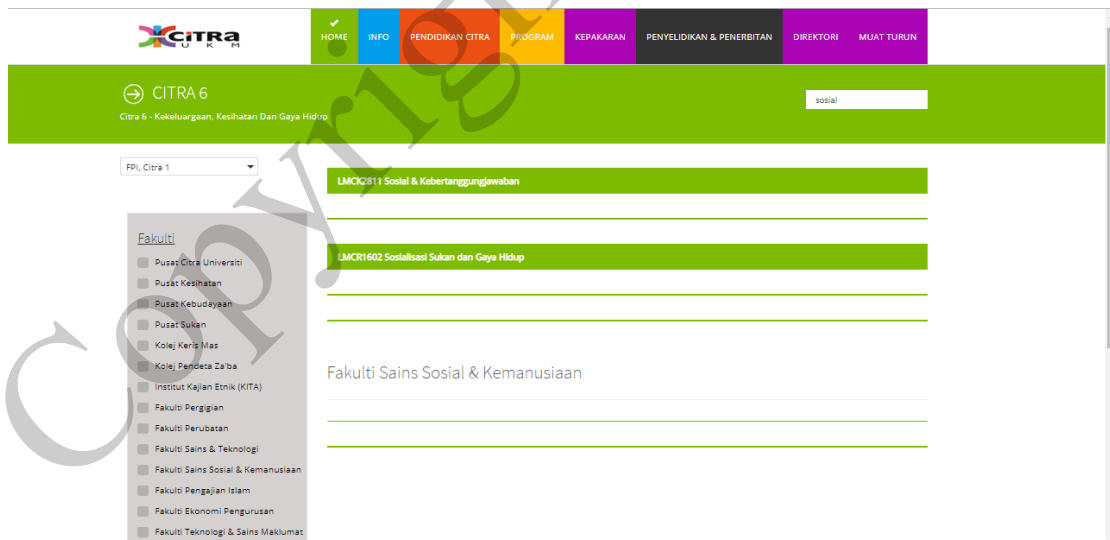 CITRA
U K M
HOME
INFO
PENDIDIKAN CITRA
PROGRAM
KEPAKARAN
PENYELIDIKAN & PENERBITAN
DIREKTORI
MUAT TURUN
CITRA 6
Citra 6 - Kekeluargaan, Kesihatan Dan Gaya Hidup
sosial
FPI, Citra 1
LMCK2811 Sosial & Kebertanggungjawaban
LMCR1602 Sosialisasi Sukan dan Gaya Hidup
Fakulti Sains Sosial & Kemanusiaan
Fakulti
Pusat Citra Universiti
Pusat Kesihatan
Pusat Kebudayaan
Pusat Sukan
Kolej Keris Mas
Kolej Pendeta Za'ba
Institut Kajian Etnik (KITA)
Fakulti Pergigian
Fakulti Perubatan
Fakulti Sains & Teknologi
Fakulti Sains Sosial & Kemanusiaan
Fakulti Pengajian Islam
Fakulti Ekonomi Pengurusan
Fakulti Teknologi & Sains Maklumat